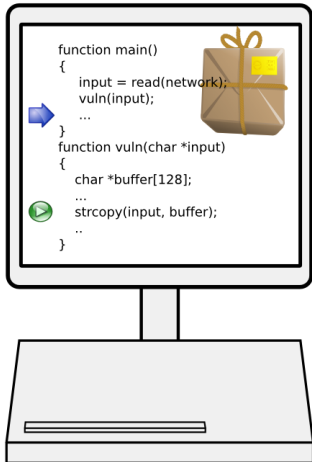 function main()
{
input = read(network);
vuln(input);
...
}
function vuln(char *input)
{
char *buffer[128];
...
strcopy(input, buffer);
..
}